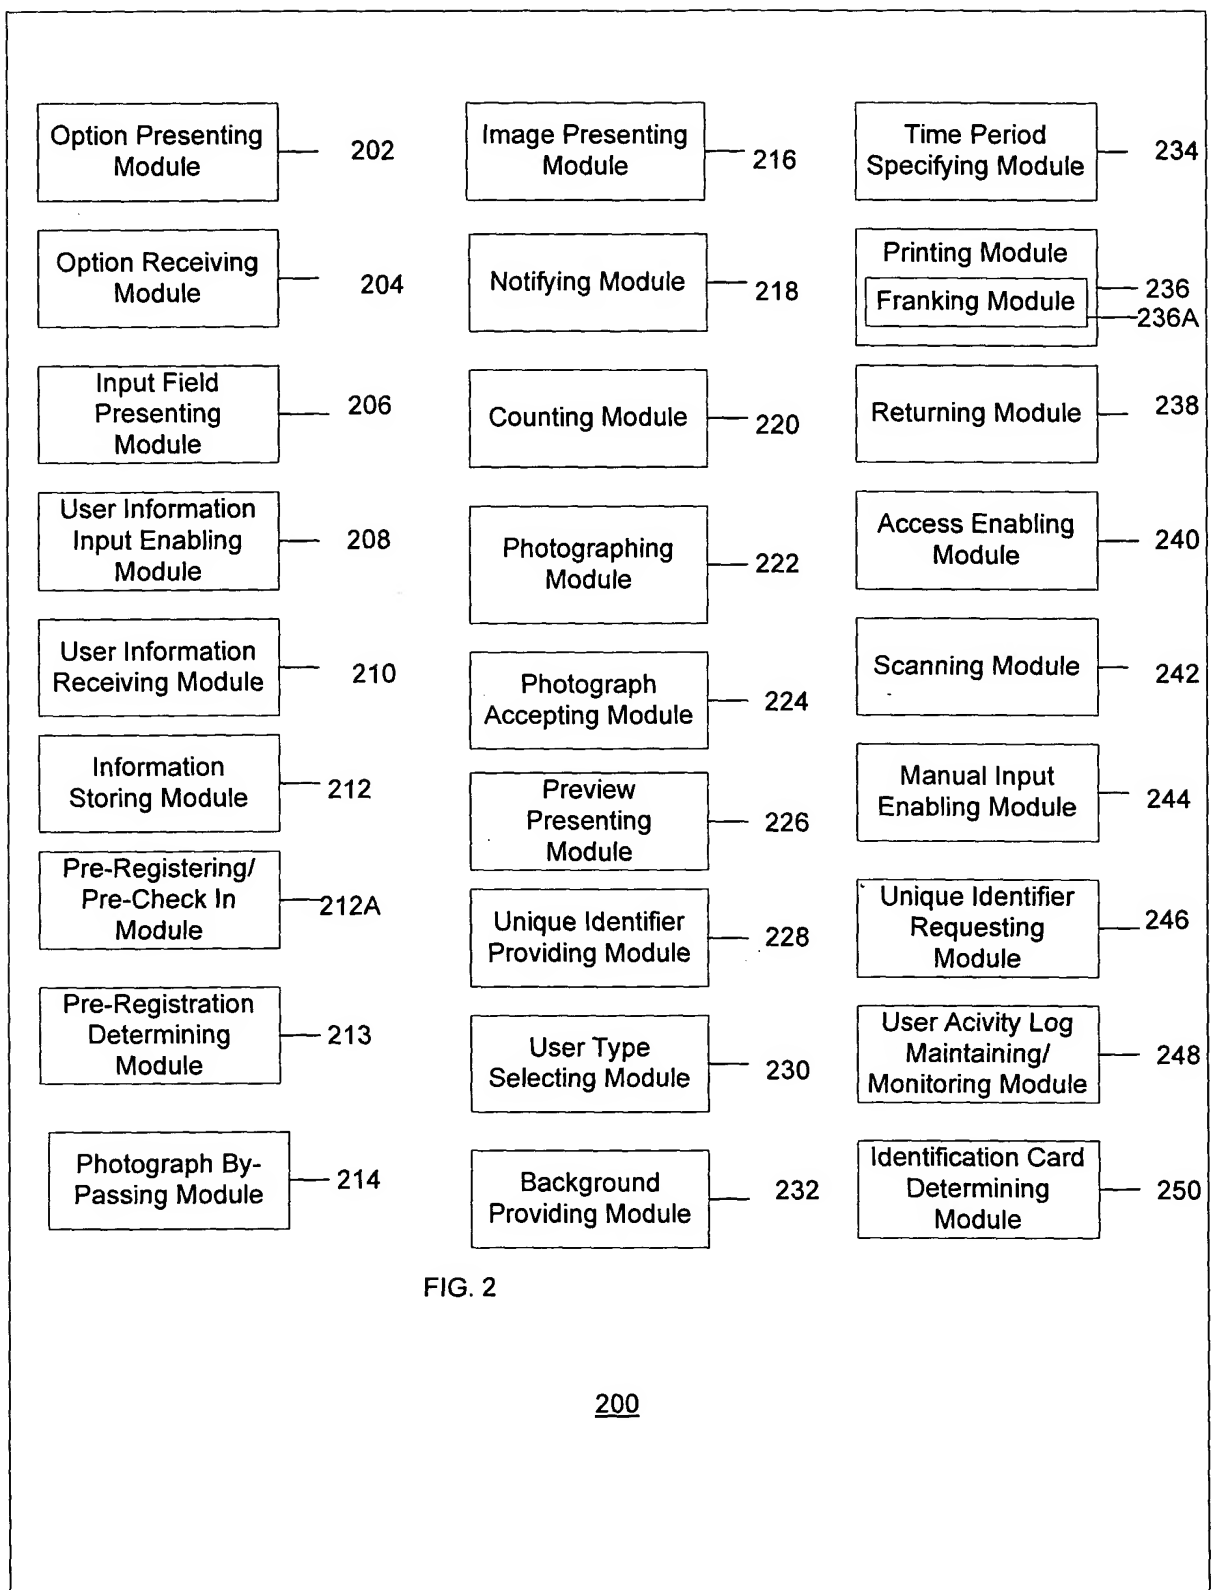 Option Presenting
Module
202
Option Receiving
Module
204
Input Field
Presenting
Module
206
User Information
Input Enabling
Module
208
User Information
Receiving Module
210
Information
Storing Module
212
Pre-Registering/
Pre-Check In
Module
212A
Pre-Registration
Determining
Module
213
Photograph By-
Passing Module
214
Image Presenting
Module
216
Notifying Module
218
Counting Module
220
Photographing
Module
222
Photograph
Accepting Module
224
Preview
Presenting
Module
226
Unique Identifier
Providing Module
228
User Type
Selecting Module
230
Background
Providing Module
232
Time Period
Specifying Module
234
Printing Module
236
Franking Module
236A
Returning Module
238
Access Enabling
Module
240
Scanning Module
242
Manual Input
Enabling Module
244
Unique Identifier
Requesting
Module
246
User Acivity Log
Maintaining/
Monitoring Module
248
Identification Card
Determining
Module
250
FIG. 2
200